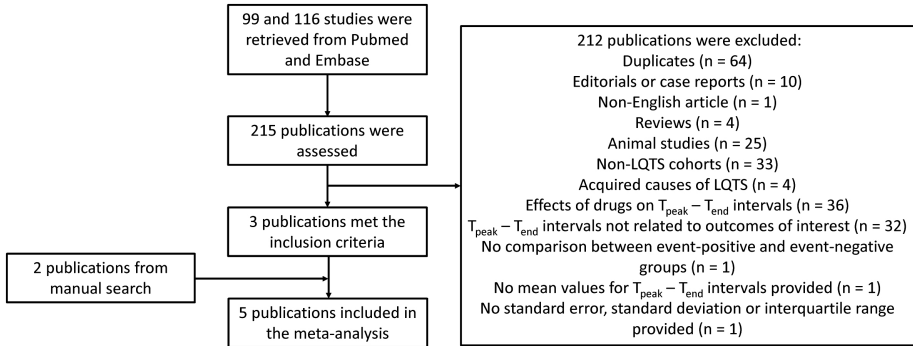 99 and 116 studies were
retrieved from Pubmed
and Embase
215 publications were
assessed
3 publications met the
inclusion criteria
2 publications from
manual search
5 publications included in
the meta-analysis
212 publications were excluded:
Duplicates (n = 64)
Editorials or case reports (n = 10)
Non-English article (n = 1)
Reviews (n = 4)
Animal studies (n = 25)
Non-LQTS cohorts (n = 33)
Acquired causes of LQTS (n = 4)
Effects of drugs on Tpeak – Tend intervals (n = 36)
Tpeak – Tend intervals not related to outcomes of interest (n = 32)
No comparison between event-positive and event-negative
groups (n = 1)
No mean values for Tpeak – Tend intervals provided (n = 1)
No standard error, standard deviation or interquartile range
provided (n = 1)